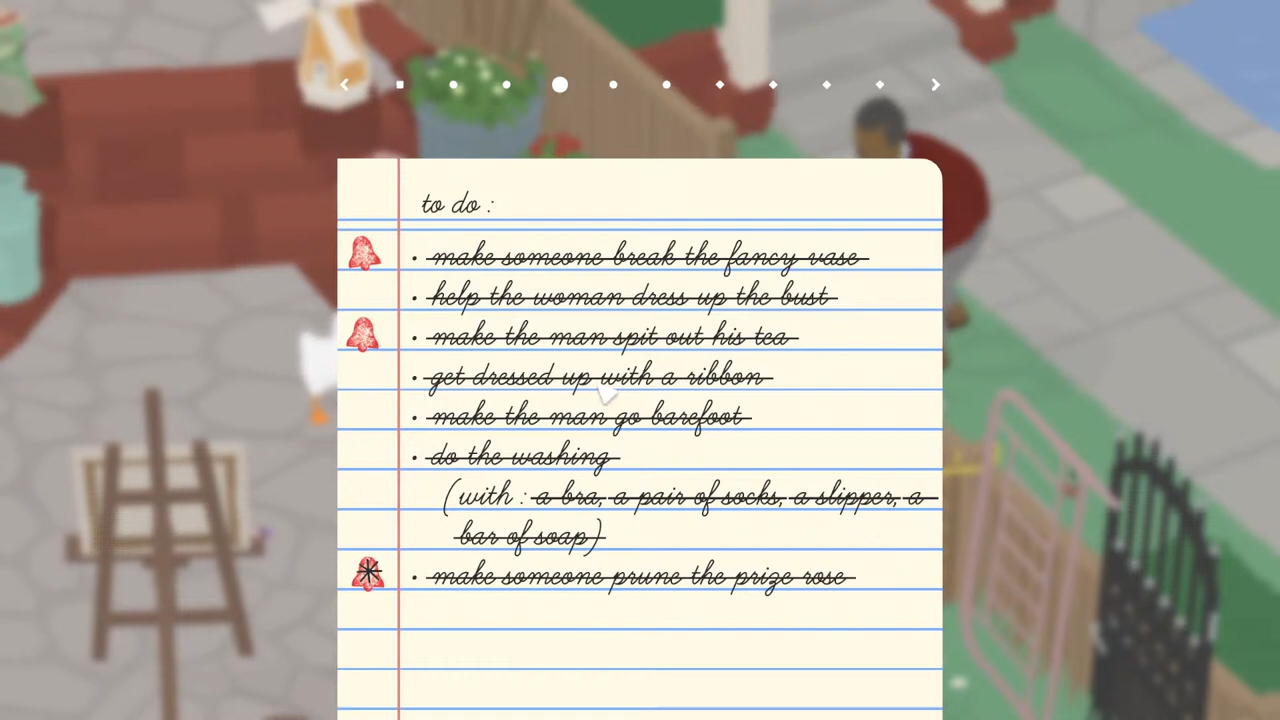 to do :
• make someone break the fancy vase
• help the woman dress up the bust
• make the man spit out his tea
• get dressed up with a ribbon
• make the man go barefoot
• do the washing
(with : a bra, a pair of socks, a slipper, a
bar of soap)
• make someone prune the prize rose